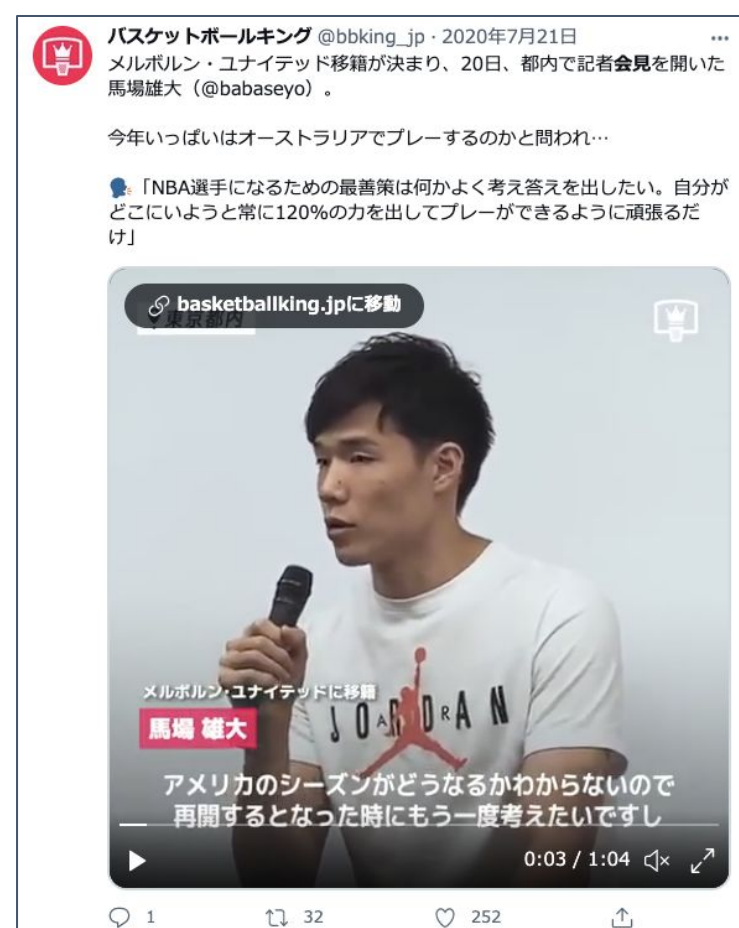 バスケットボールキング @bbking_jp · 2020年7月21日
メルボルン・ユナイテッド移籍が決まり、20日、都内で記者会見を開いた
馬場雄大（@babaseyo）。
今年いっぱいはオーストラリアでプレーするのかと問われ…
「NBA選手になるための最善策は何かよく考え答えを出したい。自分が
どこにいようと常に120%の力を出してプレーができるように頑張るだ
け」
basketballking.jpに移動
東京都内
JORDAN
メルボルン・ユナイテッドに移籍
馬場 雄大
アメリカのシーズンがどうなるかわからないので
再開するとなった時にもう一度考えたいですし
0:03 / 1:04
1 32 252